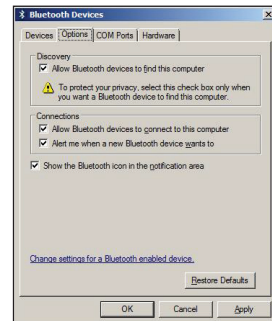 Bluetooth Devices
Devices Options COM Ports Hardware
Discovery
Allow Bluetooth devices to find this computer
To protect your privacy, select this check box only when
you want a Bluetooth device to find this computer.
Connections
Allow Bluetooth devices to connect to this computer
Alert me when a new Bluetooth device wants to
Show the Bluetooth icon in the notification area
Change settings for a Bluetooth enabled device.
Restore Defaults
OK Cancel Apply